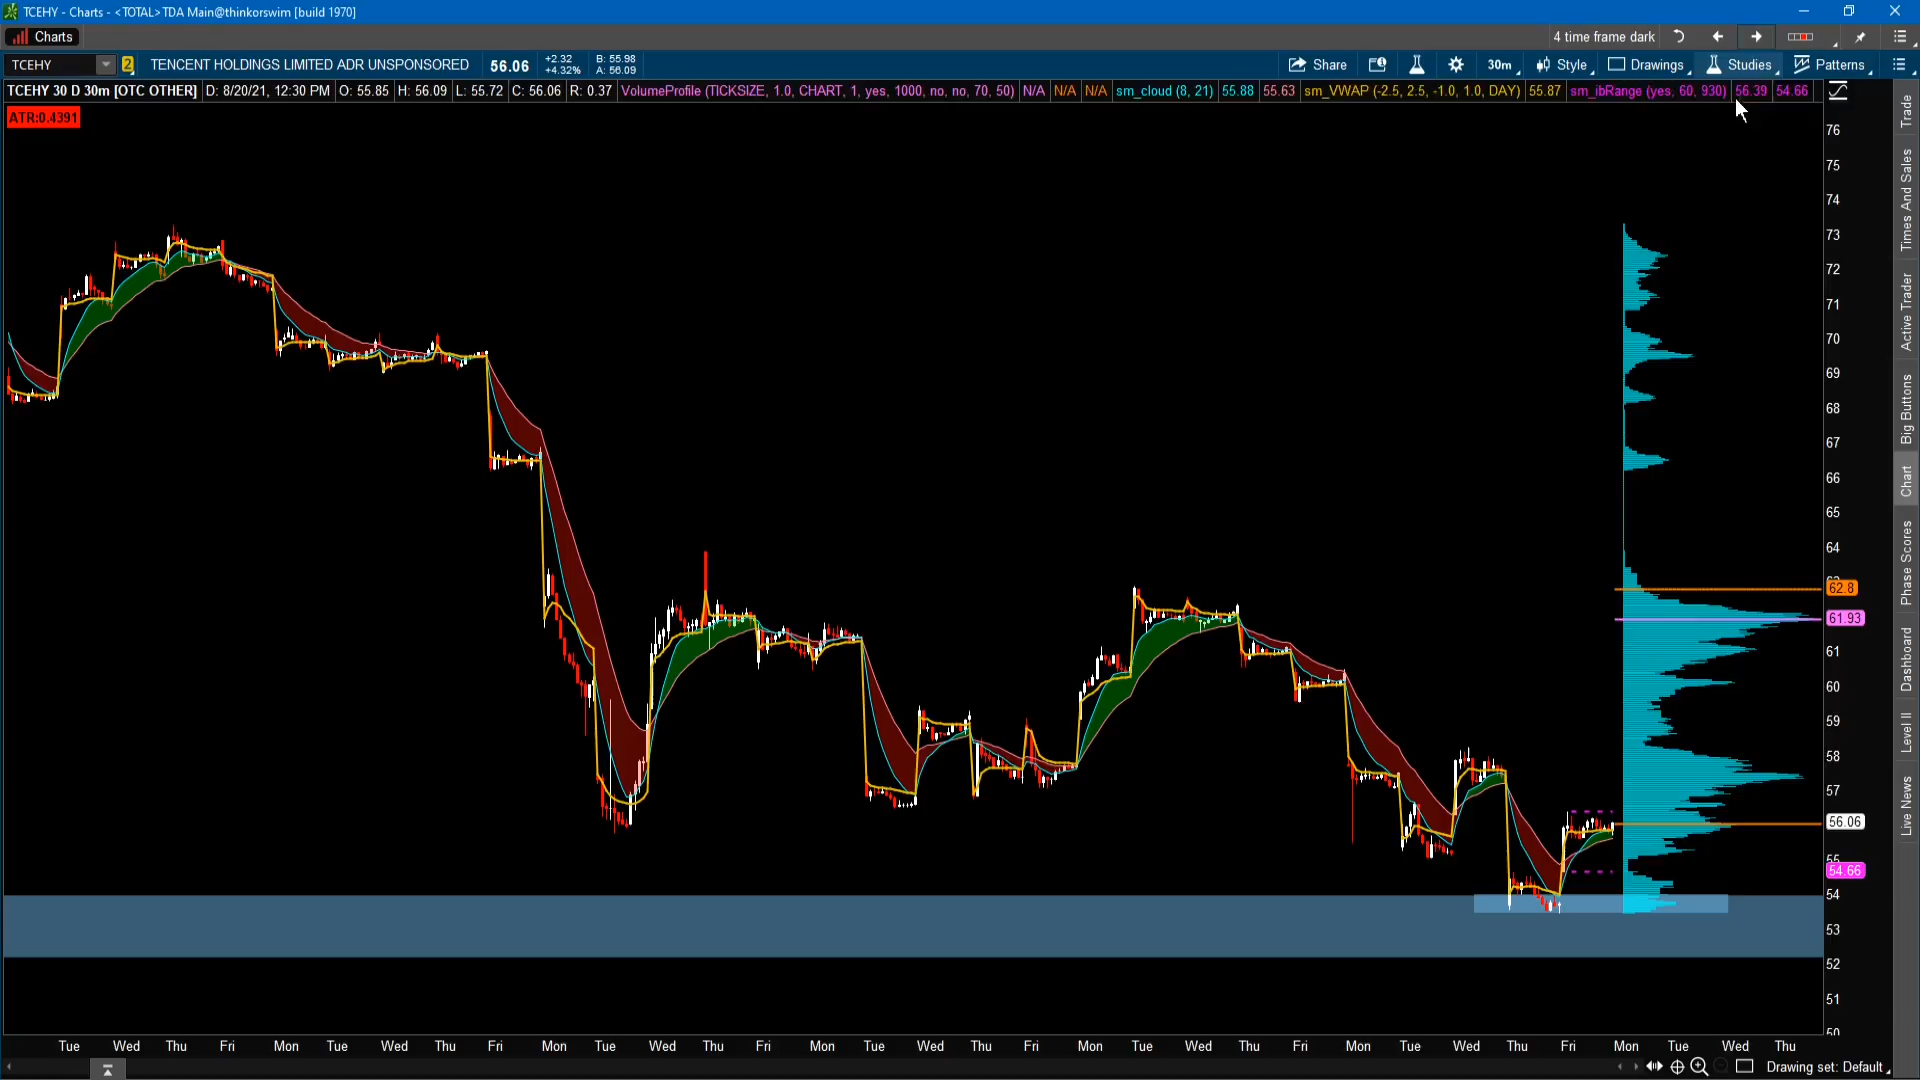 TCEHY - Charts - <TOTAL> TDA Main@thinkorswim [build 1970]
Charts
4 time frame dark
TCEHY
2
TENCENT HOLDINGS LIMITED ADR UNSPONSORED
56.06
+2.32
+4.32%
B: 55.98
A: 56.09
Share
30m
Style
Drawings
Studies
Patterns
TCEHY 30 D 30m [OTC OTHER] D: 8/20/21, 12:30 PM O: 55.85 H: 56.09 L: 55.72 C: 56.06 R: 0.37 VolumeProfile (TICKSIZE, 1.0, CHART, 1, yes, 1000, no, no, 70, 50) N/A N/A N/A sm_cloud (8, 21) 55.88 55.63 sm_VWAP (-2.5, 2.5, -1.0, 1.0, DAY) 55.87 sm_ibRange (yes, 60, 930) 56.39 54.66
ATR:0.4391
76
75
74
73
72
71
70
69
68
67
66
65
64
62.8
61.93
61
60
59
58
57
56.06
55
54.66
54
53
52
51
50
Trade
Times And Sales
Active Trader
Big Buttons
Chart
Phase Scores
Dashboard
Level II
Live News
Tue Wed Thu Fri Mon Tue Wed Thu Fri Mon Tue Wed Thu Fri Mon Tue Wed Thu Fri Mon Tue Wed Thu Fri Mon Tue Wed Thu Fri Mon Tue Wed Thu
Drawing set: Default